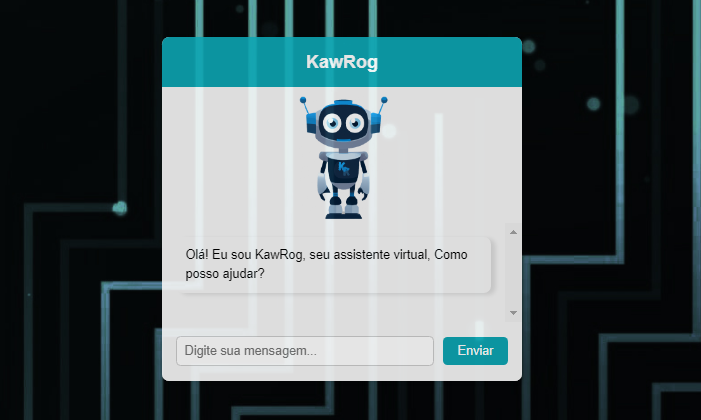 KawRog
K
Olá! Eu sou KawRog, seu assistente virtual, Como
posso ajudar?
Digite sua mensagem...
Enviar